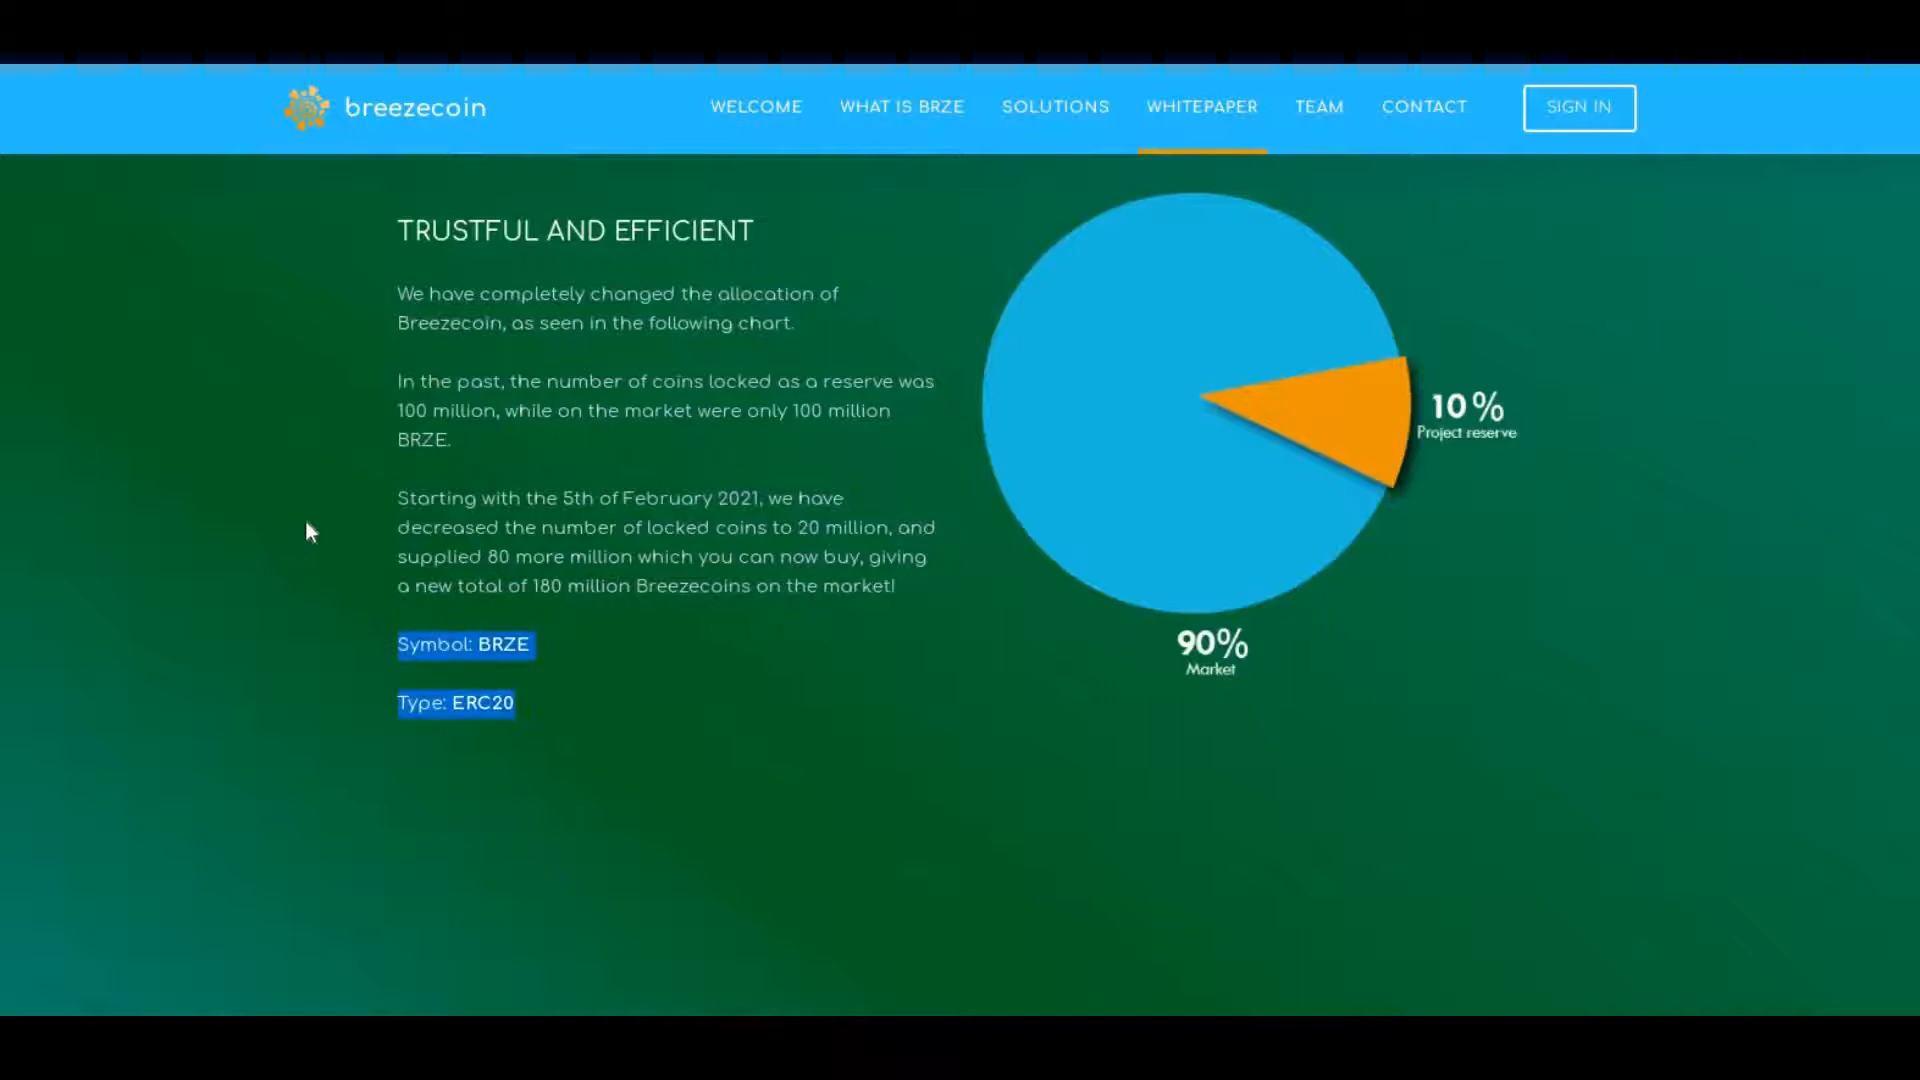 breezecoin
WELCOME
WHAT IS BRZE
SOLUTIONS
WHITEPAPER
TEAM
CONTACT
SIGN IN
TRUSTFUL AND EFFICIENT
We have completely changed the allocation of
Breezecoin, as seen in the following chart.
In the past, the number of coins locked as a reserve was
100 million, while on the market were only 100 million
BRZE.
Starting with the 5th of February 2021, we have
decreased the number of locked coins to 20 million, and
supplied 80 more million which you can now buy, giving
a new total of 180 million Breezecoins on the market!
Symbol: BRZE
Type: ERC20
10%
Project reserve
90%
Market